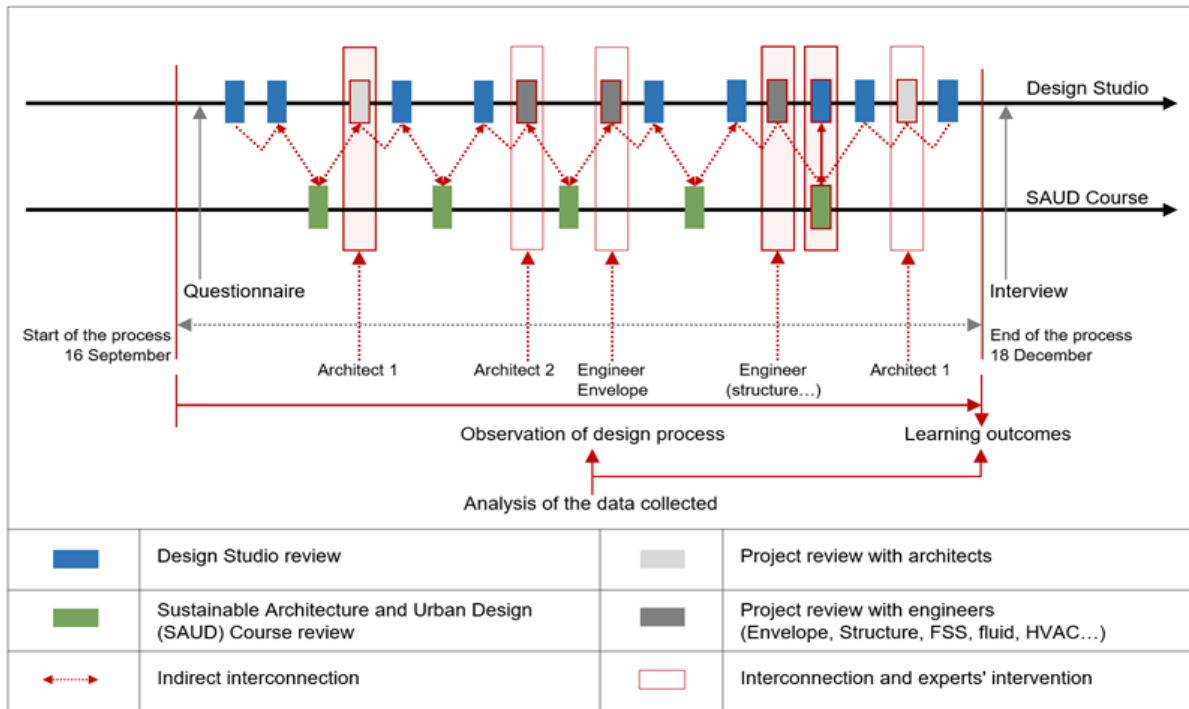 Design Studio
SAUD Course
Questionnaire
Interview
Start of the process
16 September
End of the process
18 December
Architect 1
Architect 2
Engineer
Envelope
Engineer
(structure…)
Architect 1
Observation of design process
Learning outcomes
Analysis of the data collected
Design Studio review
Project review with architects
Sustainable Architecture and Urban Design
(SAUD) Course review
Project review with engineers
(Envelope, Structure, FSS, fluid, HVAC…)
Indirect interconnection
Interconnection and experts' intervention